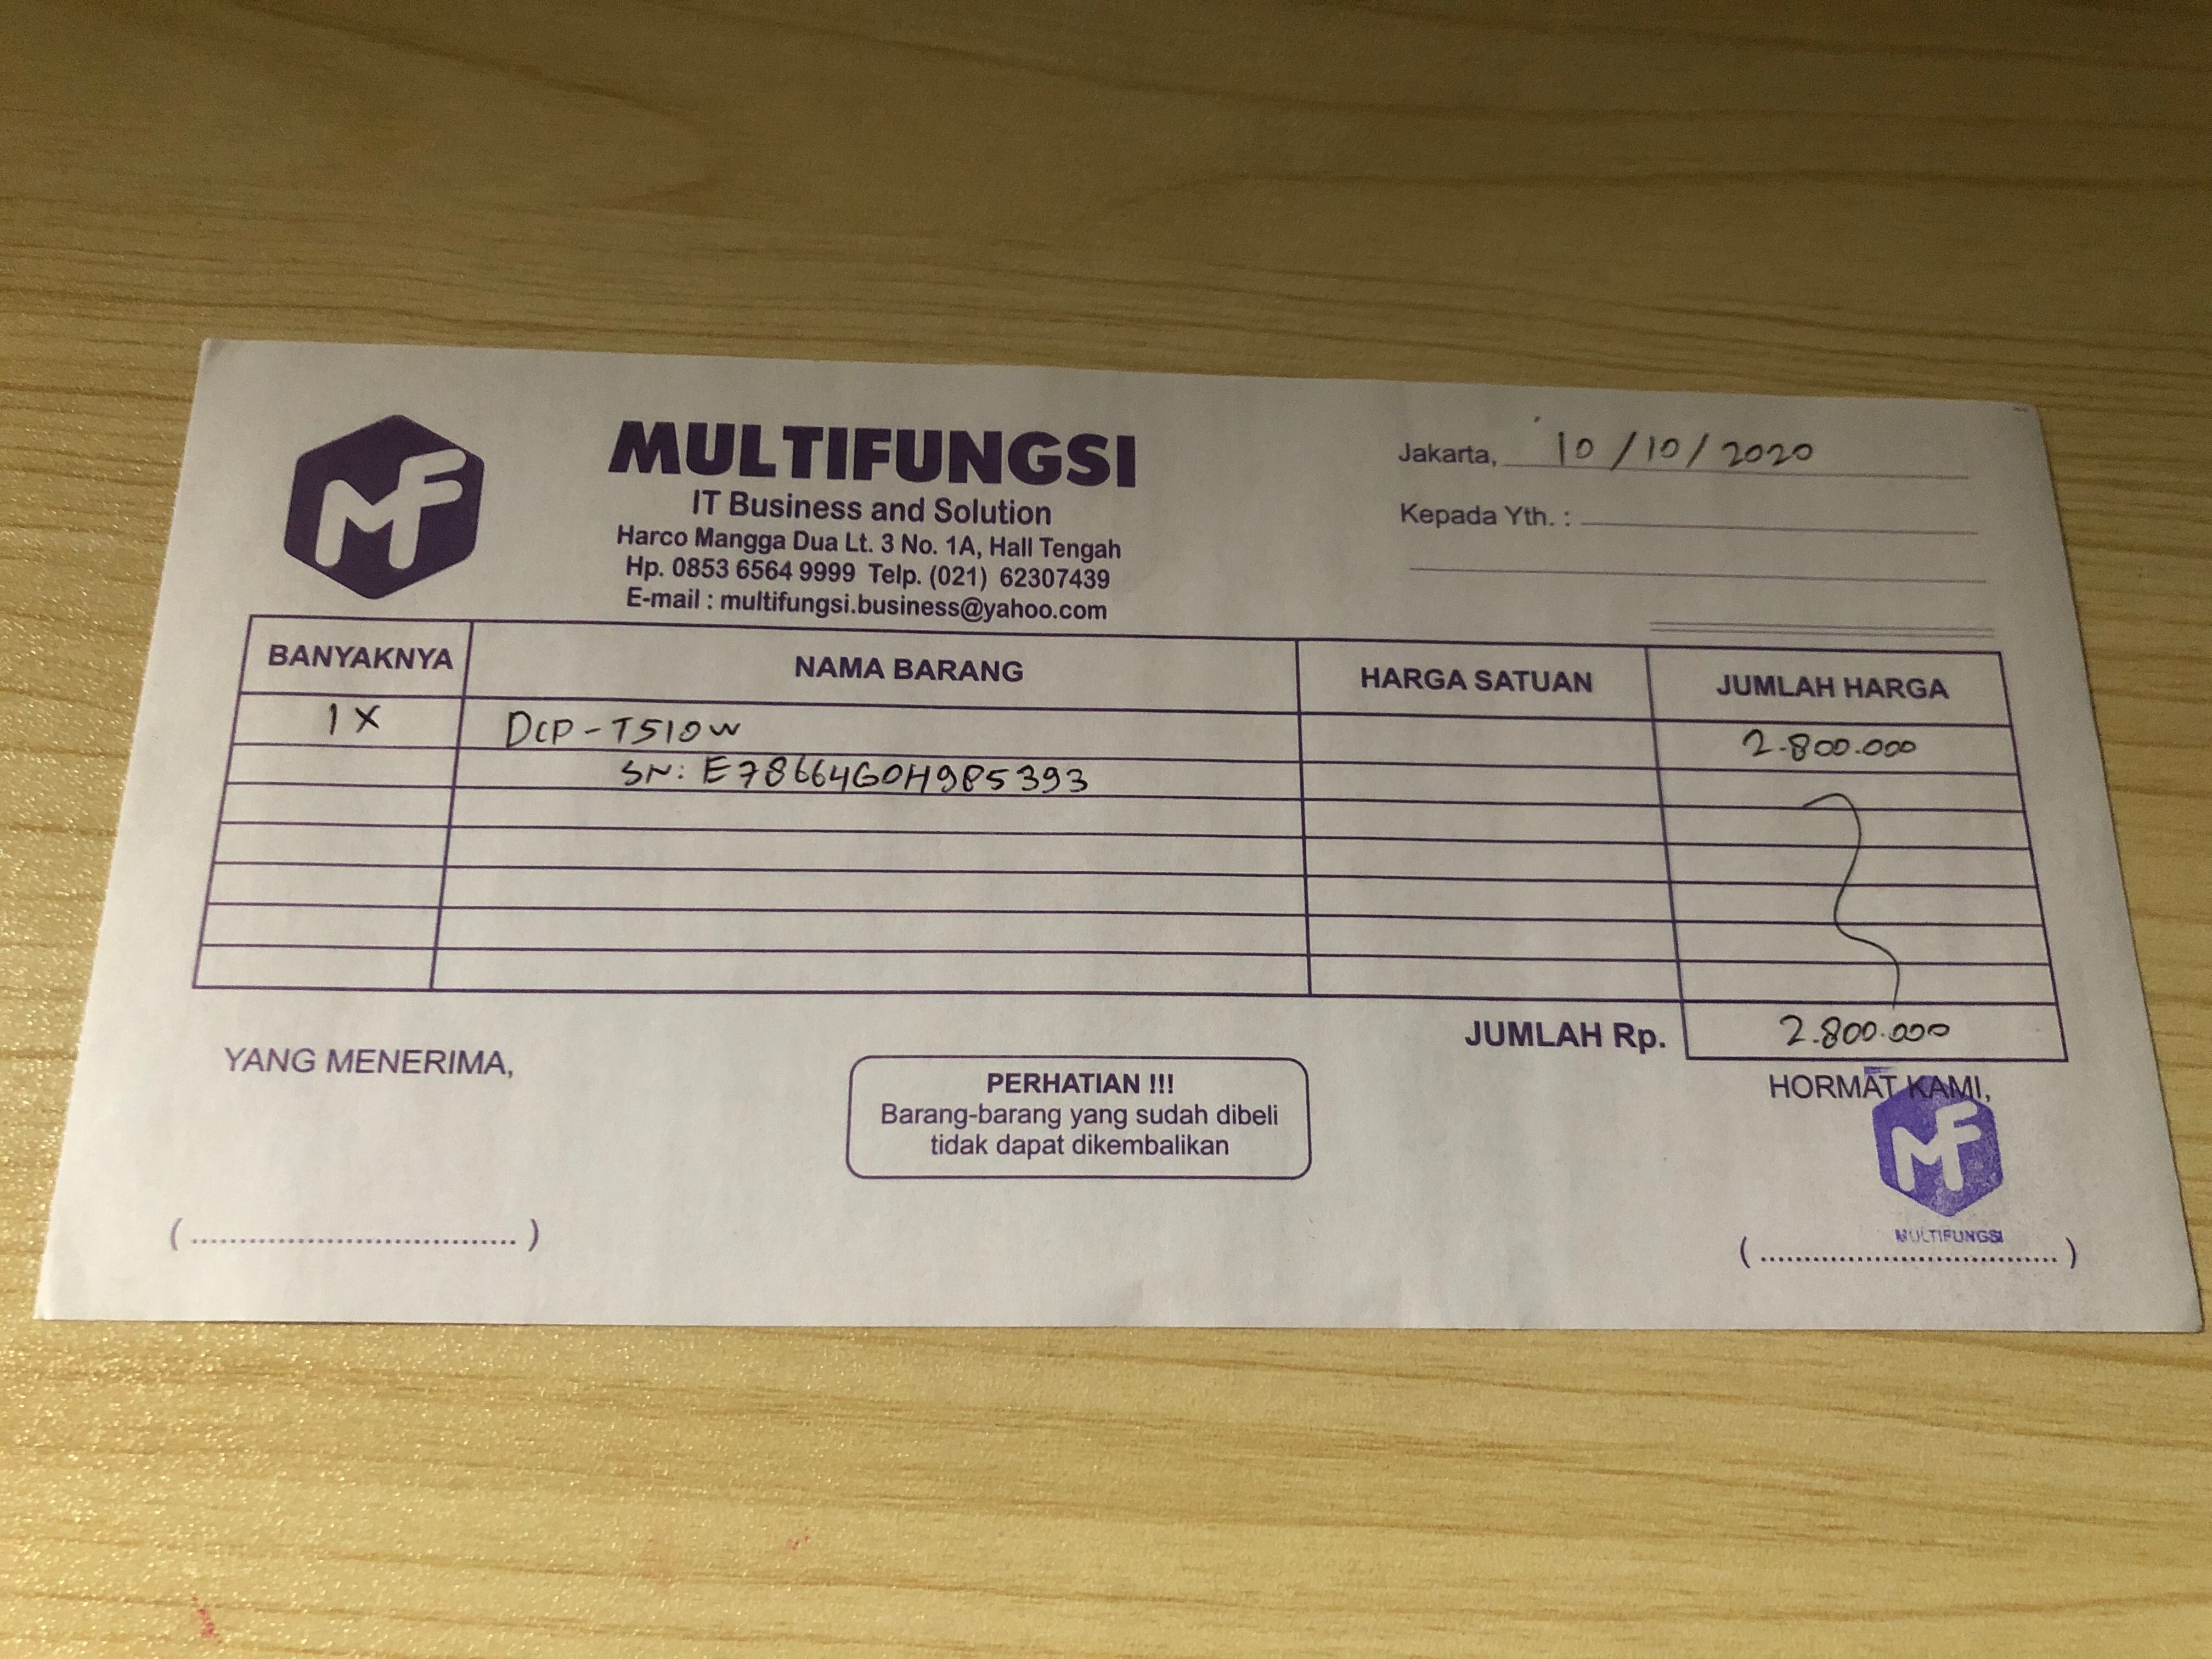 MF
MULTIFUNGSI
IT Business and Solution
Harco Mangga Dua Lt. 3 No. 1A, Hall Tengah
Hp. 0853 6564 9999 Telp. (021) 62307439
E-mail : multifungsi.business@yahoo.com
Jakarta, 10/10/2020
Kepada Yth. :
BANYAKNYA NAMA BARANG HARGA SATUAN JUMLAH HARGA
1 X DCP-T510W 2.800.000
SN: E78664G0H985393
JUMLAH Rp. 2.800.000
YANG MENERIMA,
PERHATIAN !!!
Barang-barang yang sudah dibeli
tidak dapat dikembalikan
HORMAT KAMI,
MF
MULTIFUNGSI
(..................................)
(..................................)